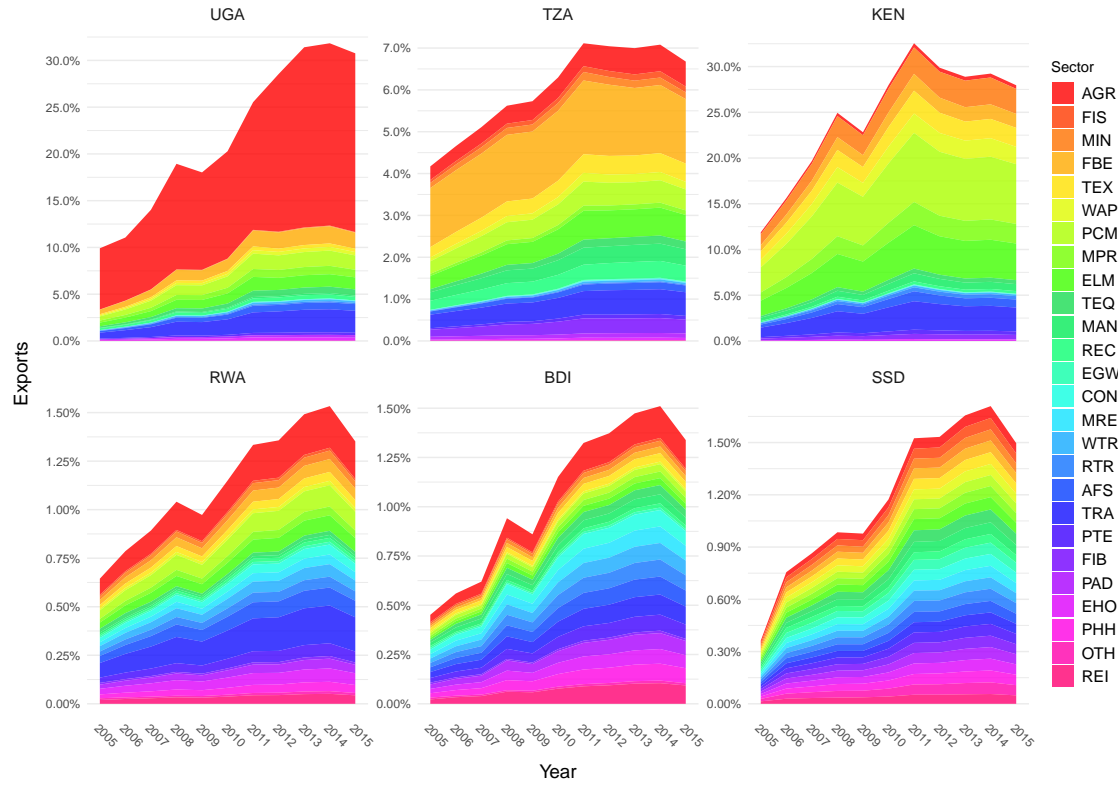 UGA
TZA
KEN
30.0%
25.0%
20.0%
15.0%
10.0%
5.0%
0.0%
7.0%
6.0%
5.0%
4.0%
3.0%
2.0%
1.0%
0.0%
30.0%
25.0%
20.0%
15.0%
10.0%
5.0%
0.0%
RWA
BDI
SSD
1.50%
1.25%
1.00%
0.75%
0.50%
0.25%
0.00%
1.50%
1.25%
1.00%
0.75%
0.50%
0.25%
0.00%
1.50%
1.20%
0.90%
0.60%
0.30%
0.00%
2005 2006 2007 2008 2009 2010 2011 2012 2013 2014 2015
2005 2006 2007 2008 2009 2010 2011 2012 2013 2014 2015
2005 2006 2007 2008 2009 2010 2011 2012 2013 2014 2015
Exports
Year
Sector
AGR
FIS
MIN
FBE
TEX
WAP
PCM
MPR
ELM
TEQ
MAN
REC
EGW
CON
MRE
WTR
RTR
AFS
TRA
PTE
FIB
PAD
EHO
PHH
OTH
REI